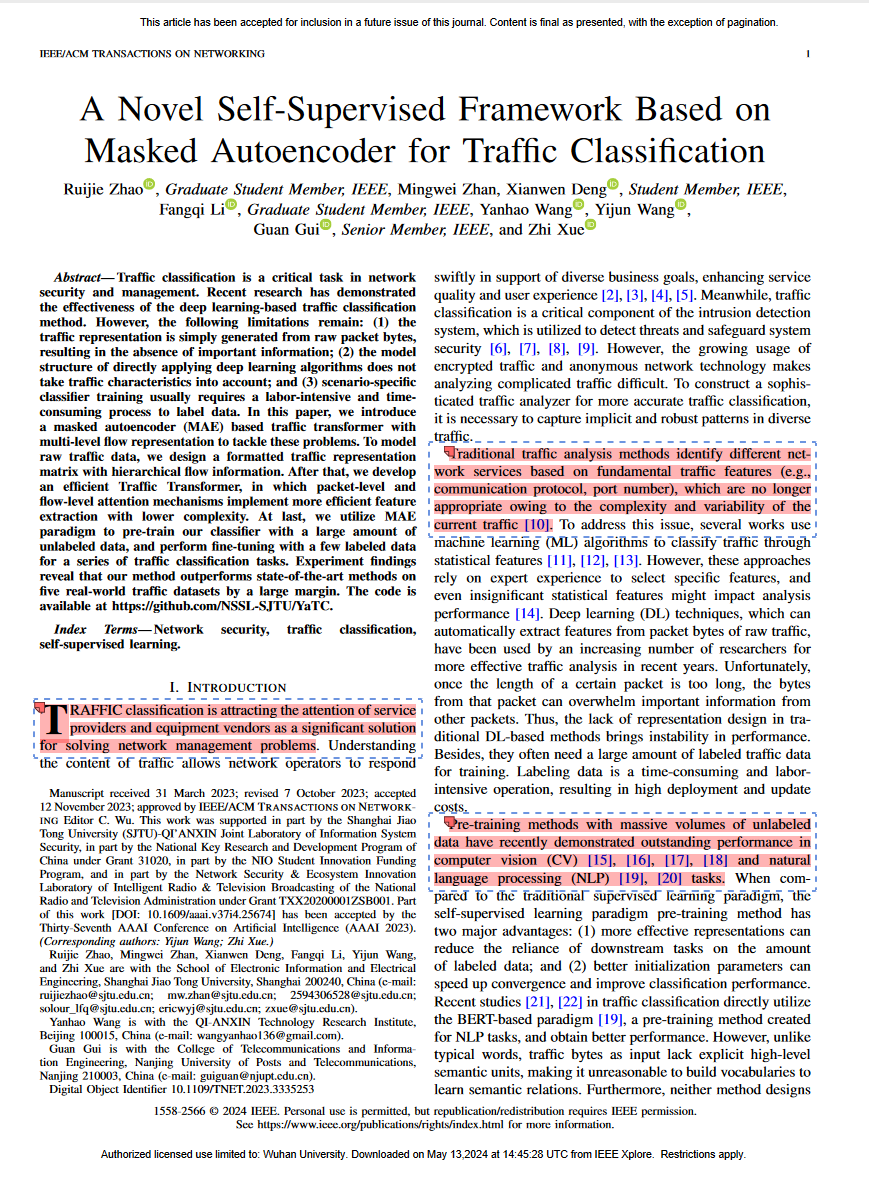 This article has been accepted for inclusion in a future issue of this journal. Content is final as presented, with the exception of pagination.
IEEE/ACM TRANSACTIONS ON NETWORKING
1
A Novel Self-Supervised Framework Based on
Masked Autoencoder for Traffic Classification
Ruijie Zhao, Graduate Student Member, IEEE, Mingwei Zhan, Xianwen Deng, Student Member, IEEE,
Fangqi Li, Graduate Student Member, IEEE, Yanhao Wang, Yijun Wang,
Guan Gui, Senior Member, IEEE, and Zhi Xue
Abstract—Traffic classification is a critical task in network
security and management. Recent research has demonstrated
the effectiveness of the deep learning-based traffic classification
method. However, the following limitations remain: (1) the
traffic representation is simply generated from raw packet bytes,
resulting in the absence of important information; (2) the model
structure of directly applying deep learning algorithms does not
take traffic characteristics into account; and (3) scenario-specific
classifier training usually requires a labor-intensive and time-
consuming process to label data. In this paper, we introduce
a masked autoencoder (MAE) based traffic transformer with
multi-level flow representation to tackle these problems. To model
raw traffic data, we design a formatted traffic representation
matrix with hierarchical flow information. After that, we develop
an efficient Traffic Transformer, in which packet-level and
flow-level attention mechanisms implement more efficient feature
extraction with lower complexity. At last, we utilize MAE
paradigm to pre-train our classifier with a large amount of
unlabeled data, and perform fine-tuning with a few labeled data
for a series of traffic classification tasks. Experiment findings
reveal that our method outperforms state-of-the-art methods on
five real-world traffic datasets by a large margin. The code is
available at https://github.com/NSSL-SJTU/YaTC.
Index Terms—Network security, traffic classification,
self-supervised learning.
I. INTRODUCTION
TRAFFIC classification is attracting the attention of service
providers and equipment vendors as a significant solution
for solving network management problems. Understanding
the content of traffic allows network operators to respond
Manuscript received 31 March 2023; revised 7 October 2023; accepted
12 November 2023; approved by IEEE/ACM TRANSACTIONS ON NETWORK-
ING Editor C. Wu. This work was supported in part by the Shanghai Jiao
Tong University (SJTU)-QI'ANXIN Joint Laboratory of Information System
Security, in part by the National Key Research and Development Program of
China under Grant 31020, in part by the NIO Student Innovation Funding
Program, and in part by the Network Security & Ecosystem Innovation
Laboratory of Intelligent Radio & Television Broadcasting of the National
Radio and Television Administration under Grant TXX20200001ZSB001. Part
of this work [DOI: 10.1609/aaai.v37i4.25674] has been accepted by the
Thirty-Seventh AAAI Conference on Artificial Intelligence (AAAI 2023).
(Corresponding authors: Yijun Wang; Zhi Xue.)
Ruijie Zhao, Mingwei Zhan, Xianwen Deng, Fangqi Li, Yijun Wang,
and Zhi Xue are with the School of Electronic Information and Electrical
Engineering, Shanghai Jiao Tong University, Shanghai 200240, China (e-mail:
ruijiezhao@sjtu.edu.cn; mw.zhan@sjtu.edu.cn; 2594306528@sjtu.edu.cn;
solour_lfq@sjtu.edu.cn; ericwyj@sjtu.edu.cn; zxue@sjtu.edu.cn).
Yanhao Wang is with the QI-ANXIN Technology Research Institute,
Beijing 100015, China (e-mail: wangyanhao136@gmail.com).
Guan Gui is with the College of Telecommunications and Informa-
tion Engineering, Nanjing University of Posts and Telecommunications,
Nanjing 210003, China (e-mail: guiguan@njupt.edu.cn).
Digital Object Identifier 10.1109/TNET.2023.3335253
swiftly in support of diverse business goals, enhancing service
quality and user experience [2], [3], [4], [5]. Meanwhile, traffic
classification is a critical component of the intrusion detection
system, which is utilized to detect threats and safeguard system
security [6], [7], [8], [9]. However, the growing usage of
encrypted traffic and anonymous network technology makes
analyzing complicated traffic difficult. To construct a sophis-
ticated traffic analyzer for more accurate traffic classification,
it is necessary to capture implicit and robust patterns in diverse
traffic.
Traditional traffic analysis methods identify different net-
work services based on fundamental traffic features (e.g.,
communication protocol, port number), which are no longer
appropriate owing to the complexity and variability of the
current traffic [10]. To address this issue, several works use
machine learning (ML) algorithms to classify traffic through
statistical features [11], [12], [13]. However, these approaches
rely on expert experience to select specific features, and
even insignificant statistical features might impact analysis
performance [14]. Deep learning (DL) techniques, which can
automatically extract features from packet bytes of raw traffic,
have been used by an increasing number of researchers for
more effective traffic analysis in recent years. Unfortunately,
once the length of a certain packet is too long, the bytes
from that packet can overwhelm important information from
other packets. Thus, the lack of representation design in tra-
ditional DL-based methods brings instability in performance.
Besides, they often need a large amount of labeled traffic data
for training. Labeling data is a time-consuming and labor-
intensive operation, resulting in high deployment and update
costs.
Pre-training methods with massive volumes of unlabeled
data have recently demonstrated outstanding performance in
computer vision (CV) [15], [16], [17], [18] and natural
language processing (NLP) [19], [20] tasks. When com-
pared to the traditional supervised learning paradigm, the
self-supervised learning paradigm pre-training method has
two major advantages: (1) more effective representations can
reduce the reliance of downstream tasks on the amount
of labeled data; and (2) better initialization parameters can
speed up convergence and improve classification performance.
Recent studies [21], [22] in traffic classification directly utilize
the BERT-based paradigm [19], a pre-training method created
for NLP tasks, and obtain better performance. However, unlike
typical words, traffic bytes as input lack explicit high-level
semantic units, making it unreasonable to build vocabularies to
learn semantic relations. Furthermore, neither method designs
1558-2566 © 2024 IEEE. Personal use is permitted, but republication/redistribution requires IEEE permission.
See https://www.ieee.org/publications/rights/index.html for more information.
Authorized licensed use limited to: Wuhan University. Downloaded on May 13,2024 at 14:45:28 UTC from IEEE Xplore. Restrictions apply.